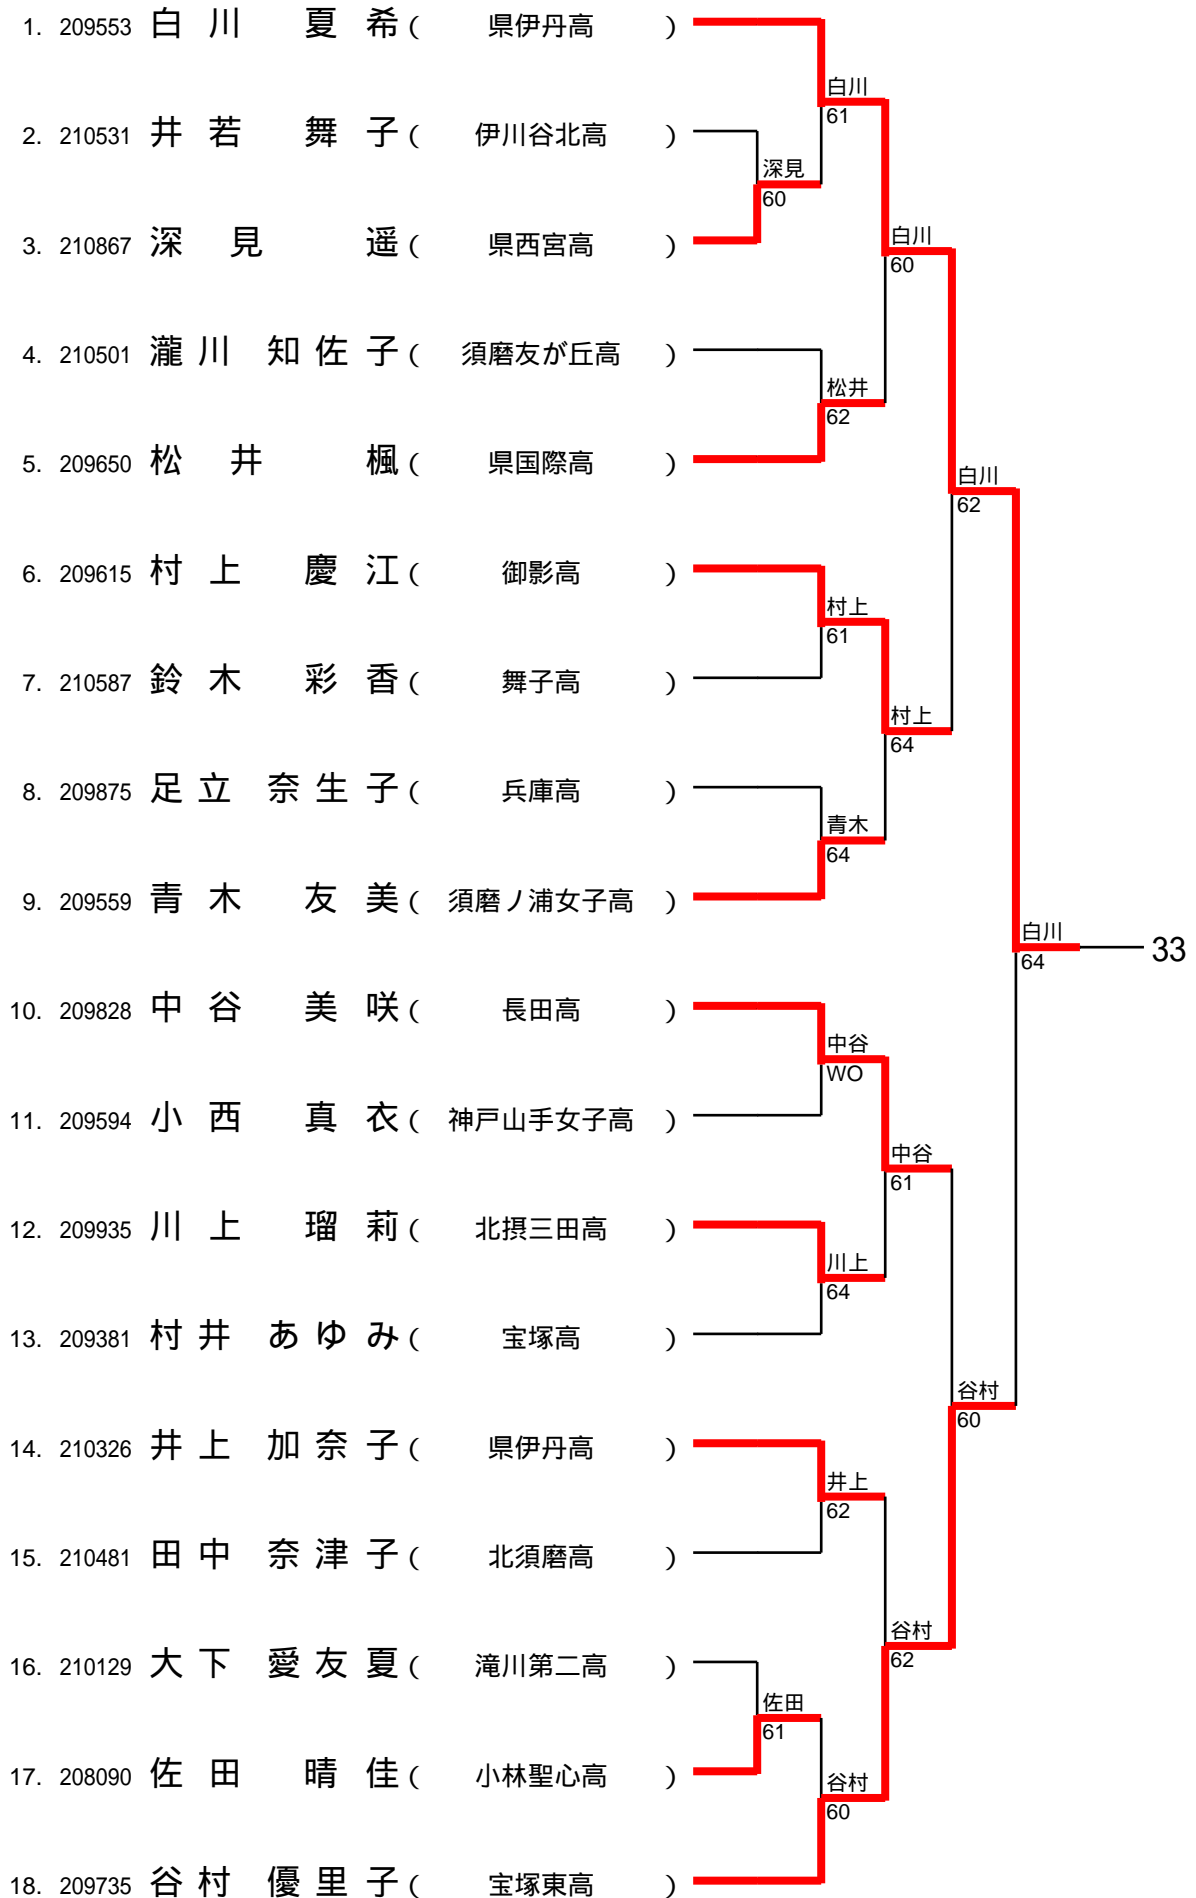 1. 209553 白川 夏希 ( 県伊丹高 )
白川
61
2. 210531 井若 舞子 ( 伊川谷北高 )
深見
60
3. 210867 深見 遥 ( 県西宮高 )
白川
60
4. 210501 瀧川 知佐子 ( 須磨友が丘高 )
松井
62
5. 209650 松井 楓 ( 県国際高 )
白川
62
6. 209615 村上 慶江 ( 御影高 )
村上
61
7. 210587 鈴木 彩香 ( 舞子高 )
村上
64
8. 209875 足立 奈生子 ( 兵庫高 )
青木
64
9. 209559 青木 友美 ( 須磨ノ浦女子高 )
白川
64
33
10. 209828 中谷 美咲 ( 長田高 )
中谷
WO
11. 209594 小西 真衣 ( 神戸山手女子高 )
中谷
61
12. 209935 川上 瑠莉 ( 北摂三田高 )
川上
64
13. 209381 村井 あゆみ ( 宝塚高 )
谷村
60
14. 210326 井上 加奈子 ( 県伊丹高 )
井上
62
15. 210481 田中 奈津子 ( 北須磨高 )
谷村
62
16. 210129 大下 愛友夏 ( 滝川第二高 )
佐田
61
17. 208090 佐田 晴佳 ( 小林聖心高 )
谷村
60
18. 209735 谷村 優里子 ( 宝塚東高 )